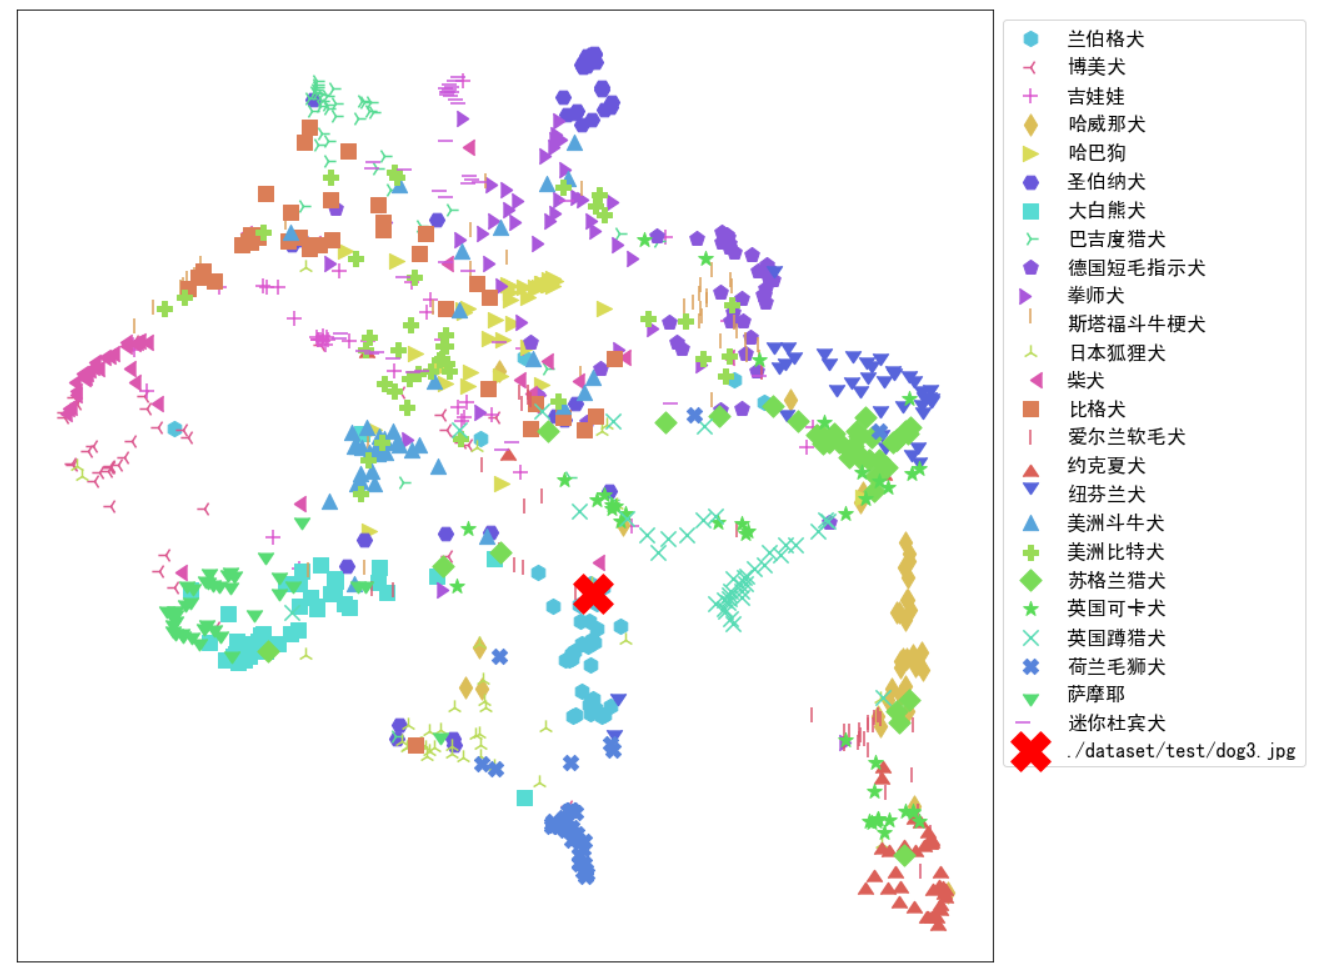 兰伯格犬
博美犬
吉娃娃
哈威那犬
哈巴狗
圣伯纳犬
大白熊犬
巴吉度猎犬
德国短毛指示犬
拳师犬
斯塔福斗牛梗犬
日本狐狸犬
柴犬
比格犬
爱尔兰软毛犬
约克夏犬
纽芬兰犬
美洲斗牛犬
美洲比特犬
苏格兰猎犬
英国可卡犬
英国蹲猎犬
荷兰毛狮犬
萨摩耶
迷你杜宾犬
./dataset/test/dog3.jpg